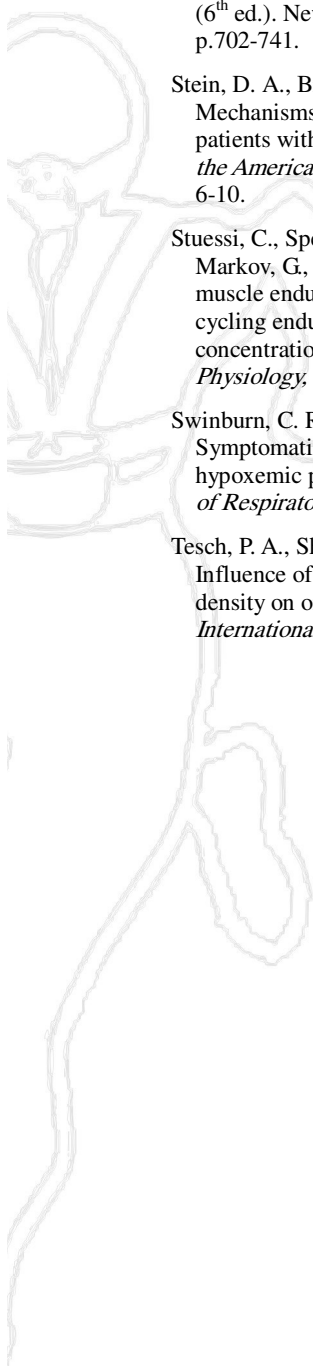 (6th ed.). Ne
p.702-741.
Stein, D. A., B
Mechanisms
patients with
the America
6-10.
Stuessi, C., Spe
Markov, G.,
muscle endu
cycling endu
concentratio
Physiology,
Swinburn, C. R
Symptomati
hypoxemic p
of Respirato
Tesch, P. A., Sl
Influence of
density on o
Internationa